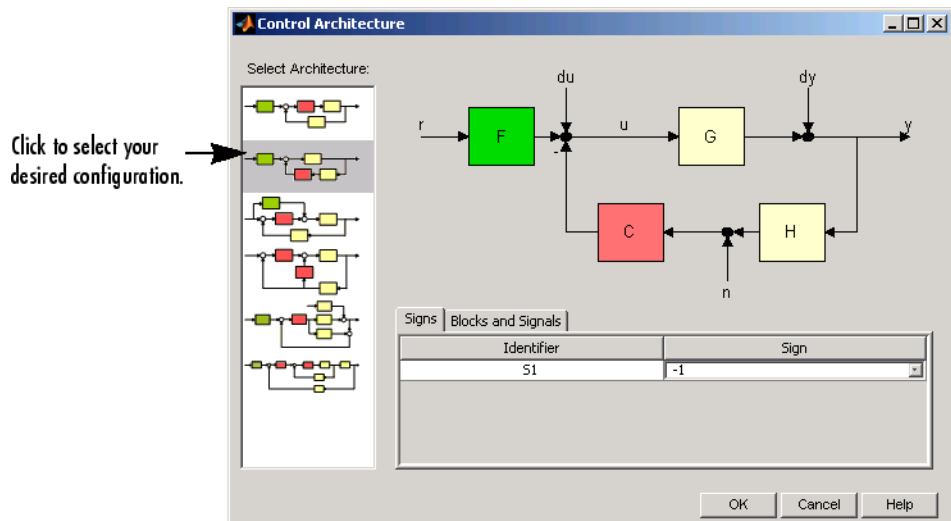 Control Architecture
Select Architecture:
Click to select your
desired configuration.
du
dy
r
F
u
G
y
-
C
H
n
Signs
Blocks and Signals
Identifier
Sign
S1
-1
OK
Cancel
Help